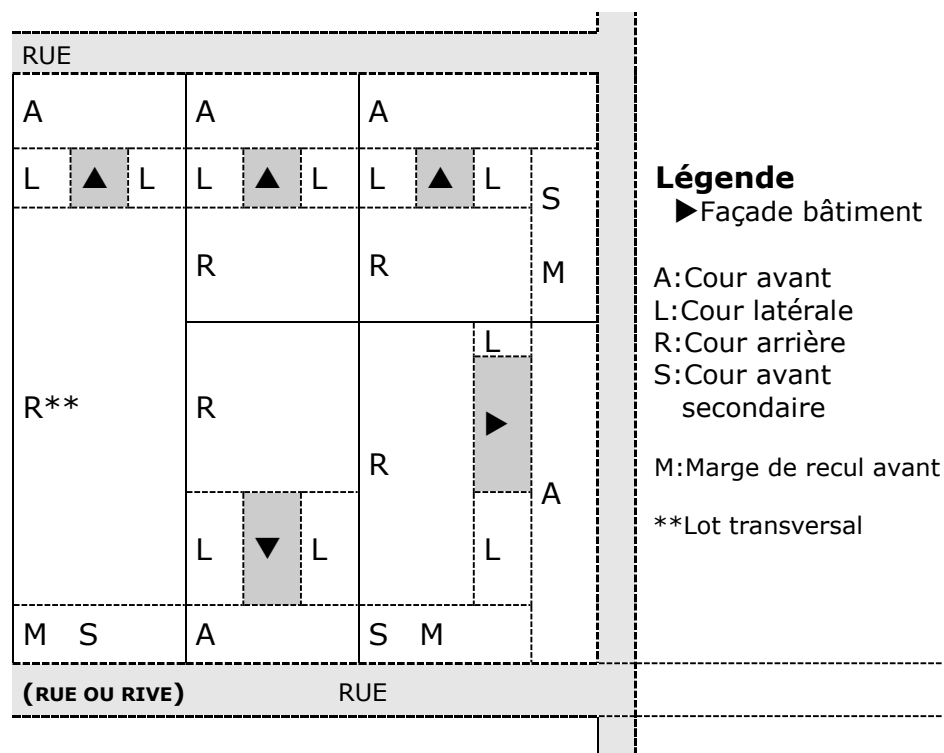 RUE
A A A
L L L L L L S
R R M
L
R** R
R
A
L L L
M S A S M
(RUE OU RIVE) RUE
Légende
Façade bâtiment
A:Cour avant
L:Cour latérale
R:Cour arrière
S:Cour avant
secondaire
M:Marge de recul avant
**Lot transversal